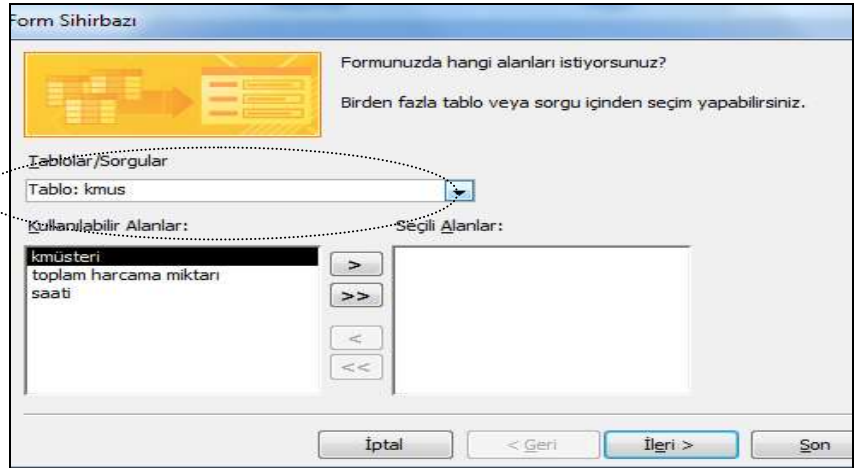 Form Sihirbazı
Formunuzda hangi alanları istiyorsunuz?
Birden fazla tablo veya sorgu içinden seçim yapabilirsiniz.
Tablolar/Sorgular
Tablo: kmus
Kullanılabilir Alanlar:
Seçili Alanlar:
kmüsteri
toplam harcama miktarı
saati
>
>>
<
<<
İptal
< Geri
İleri >
Son